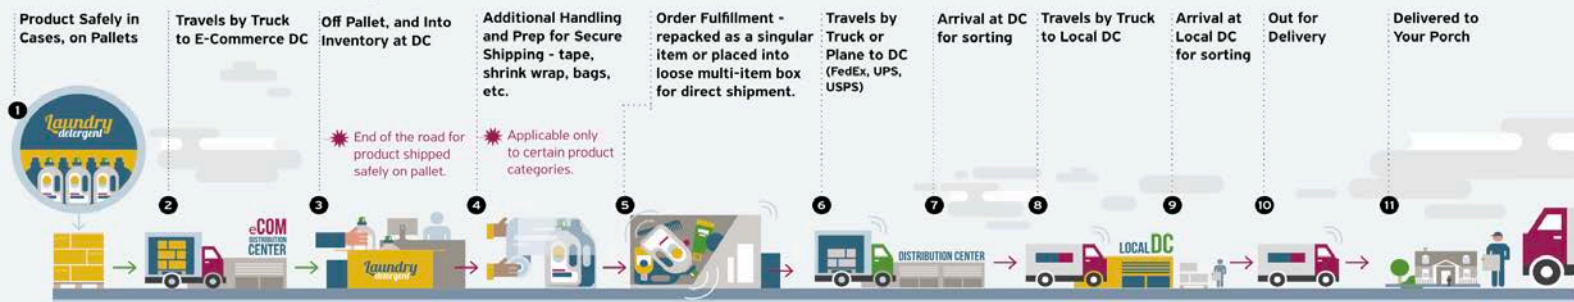 Product Safely in
Cases, on Pallets
1
Laundry
detergent
Travels by Truck
to E-Commerce DC
2
eCOM
DISTRIBUTION
CENTER
Off Pallet, and Into
Inventory at DC
End of the road for
product shipped
safely on pallet.
3
Laundry
detergent
Additional Handling
and Prep for Secure
Shipping - tape,
shrink wrap, bags,
etc.
Applicable only
to certain product
categories.
4
Order Fulfillment -
repacked as a singular
item or placed into
loose multi-item box
for direct shipment.
5
Travels by
Truck or
Plane to DC
(FedEx, UPS,
USPS)
6
Arrival at DC
for sorting
7
DISTRIBUTION CENTER
Travels by Truck
to Local DC
8
LOCAL DC
Arrival at
Local DC
for sorting
9
Out for
Delivery
10
Delivered to
Your Porch
11